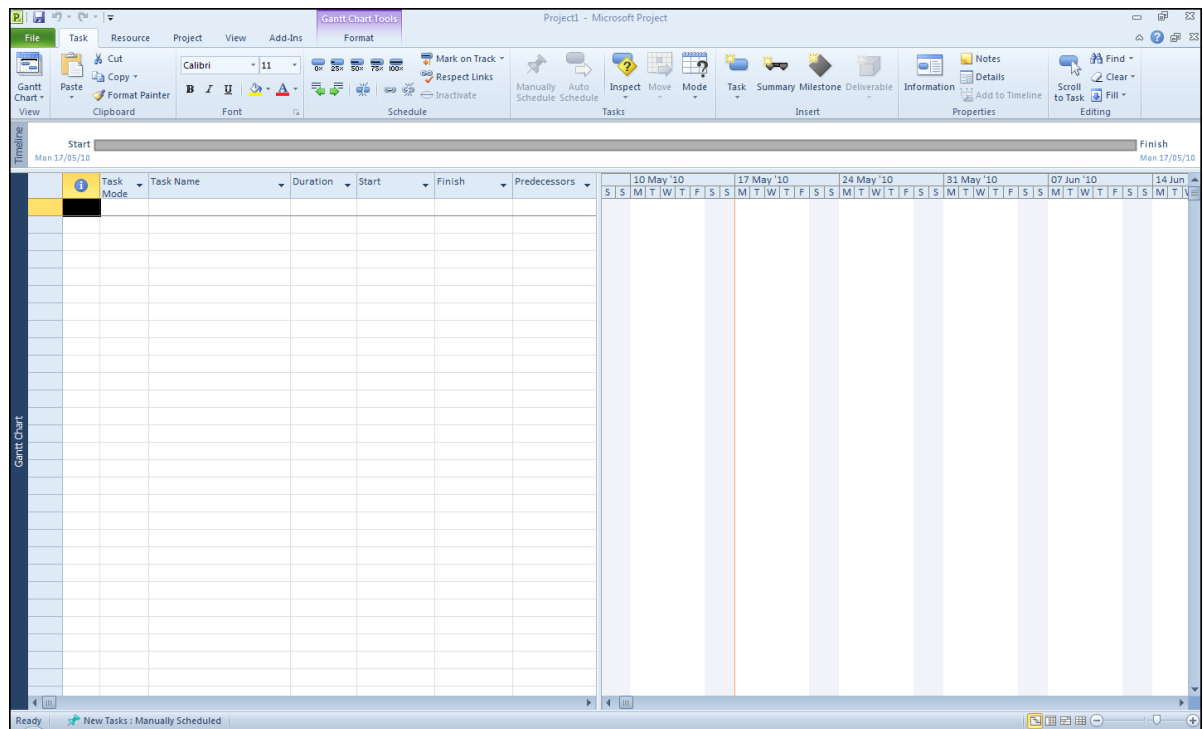 Gantt Chart Tools
Project1 - Microsoft Project
File Task Resource Project View Add-Ins Format
Gantt Chart
View
Paste
Cut
Copy
Format Painter
Clipboard
Calibri 11
B I U A
Font
0% 25% 50% 75% 100%
Mark on Track
Respect Links
Inactivate
Schedule
Manually Schedule
Auto Schedule
Inspect Move Mode
Tasks
Task Summary Milestone Deliverable
Insert
Information
Notes
Details
Add to Timeline
Properties
Scroll to Task
Find
Clear
Fill
Editing
Timeline
Start
Mon 17/05/10
Finish
Mon 17/05/10
Task Mode
Task Name
Duration
Start
Finish
Predecessors
10 May '10 17 May '10 24 May '10 31 May '10 07 Jun '10 14 Jun
S S M T W T F S S M T W T F S S M T W T F S S M T W T F S S M T W T F S S M T
Gantt Chart
Ready New Tasks : Manually Scheduled